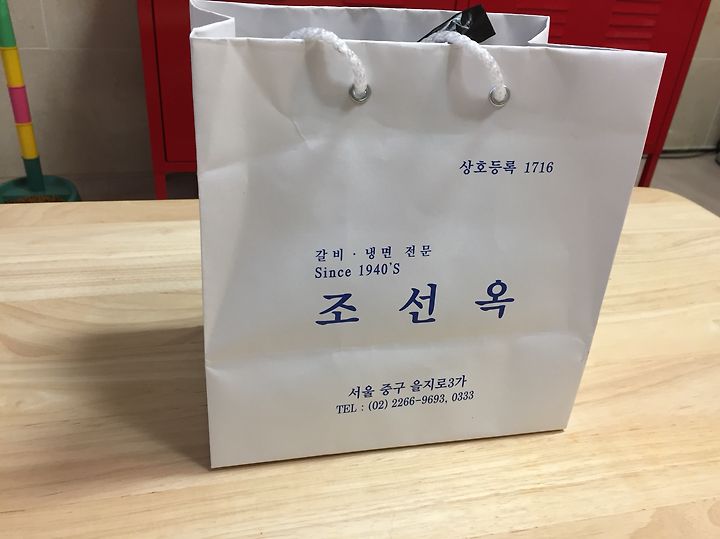 상호등록 1716
갈비 · 냉면 전문
Since 1940'S
조선옥
서울 중구 을지로3가
TEL : (02) 2266-9693, 0333